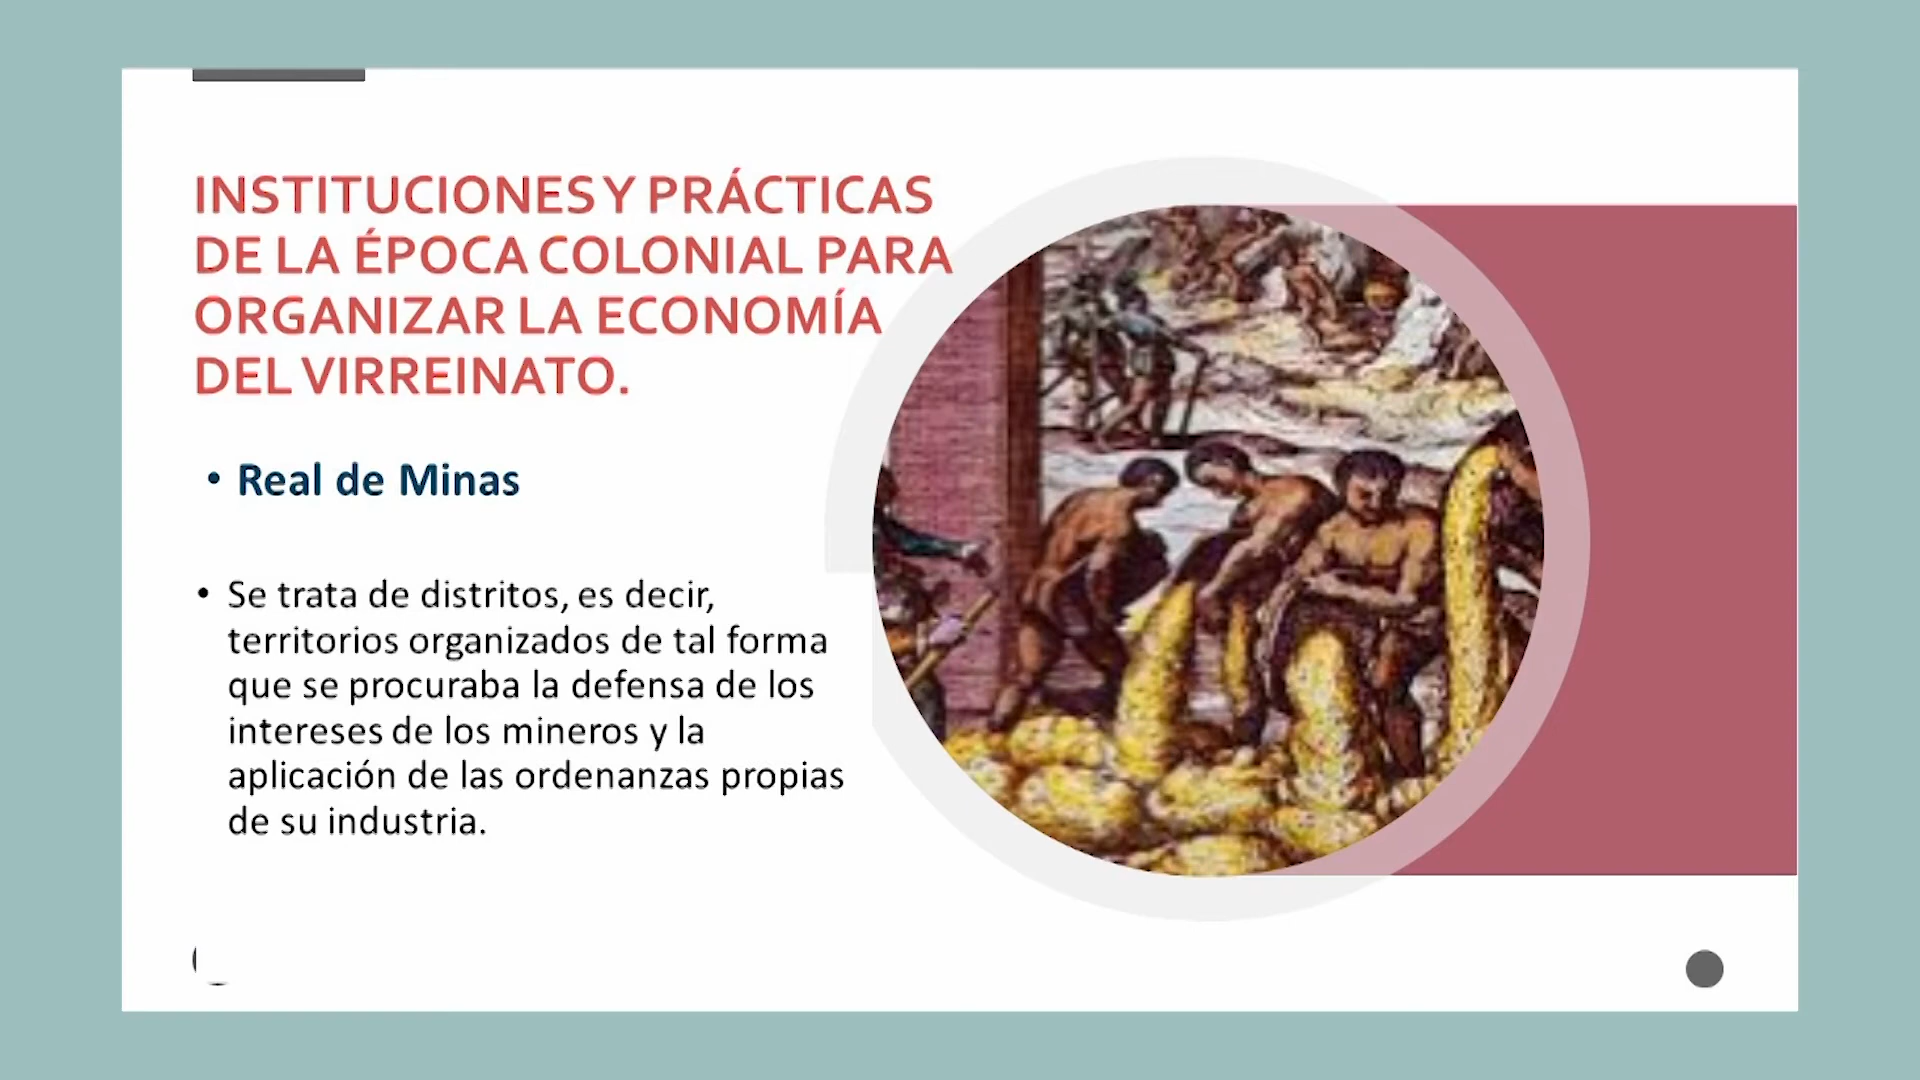 INSTITUCIONES Y PRÁCTICAS
DE LA ÉPOCA COLONIAL PARA
ORGANIZAR LA ECONOMÍA
DEL VIRREINATO.
• Real de Minas
• Se trata de distritos, es decir,
territorios organizados de tal forma
que se procuraba la defensa de los
intereses de los mineros y la
aplicación de las ordenanzas propias
de su industria.